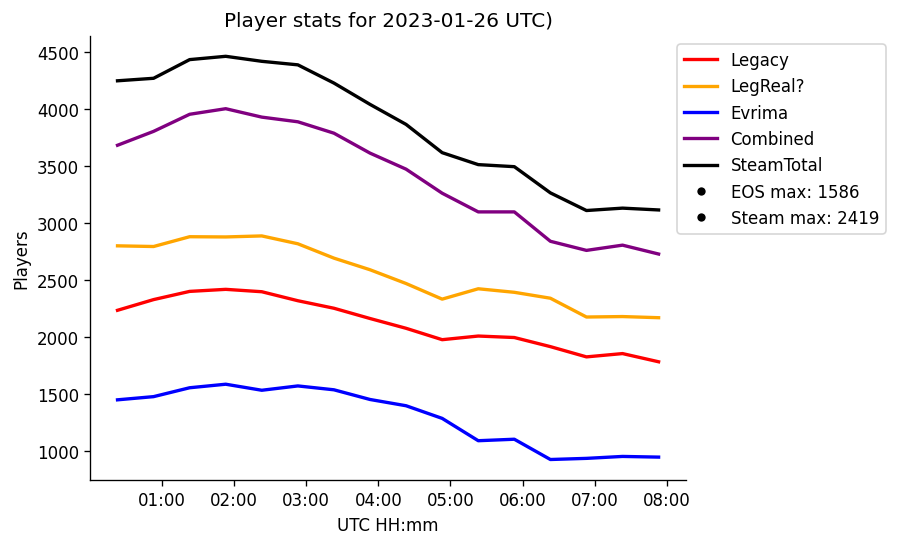 Player stats for 2023-01-26 UTC)
Legacy
LegReal?
Evrima
Combined
SteamTotal
EOS max: 1586
Steam max: 2419
Players
4500
4000
3500
3000
2500
2000
1500
1000
01:00 02:00 03:00 04:00 05:00 06:00 07:00 08:00
UTC HH:mm